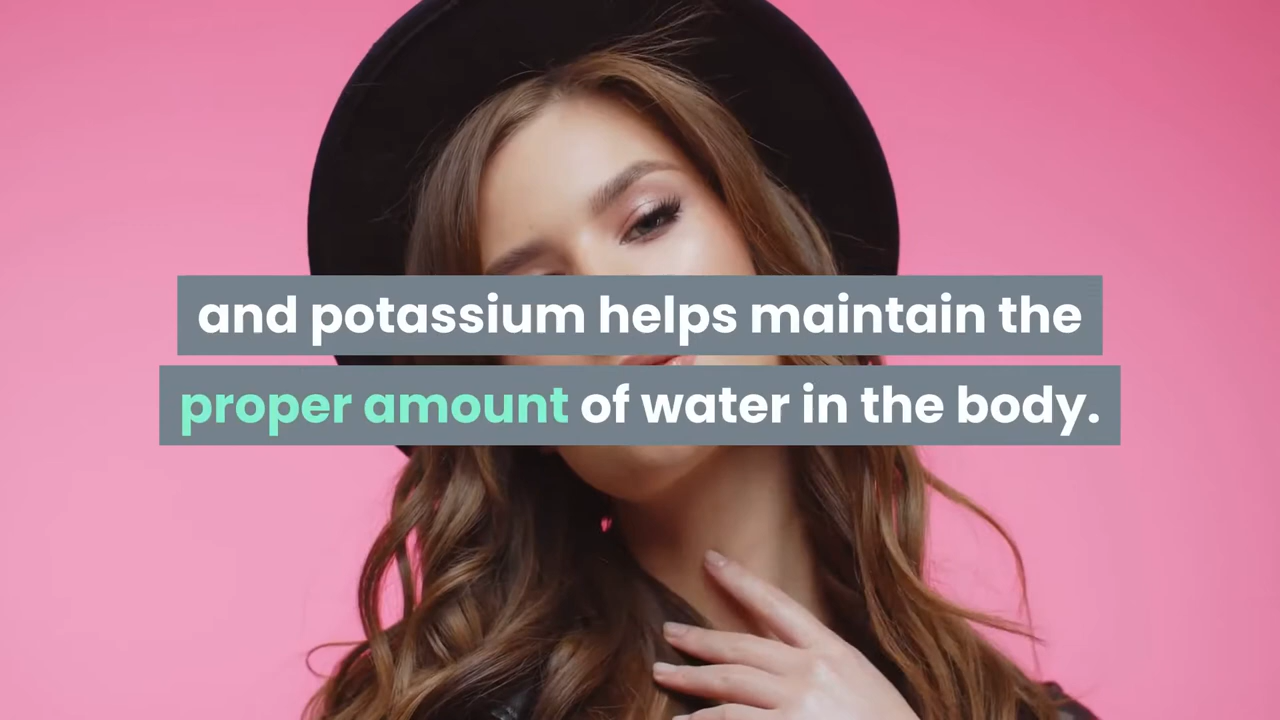 and potassium helps maintain the
proper amount of water in the body.